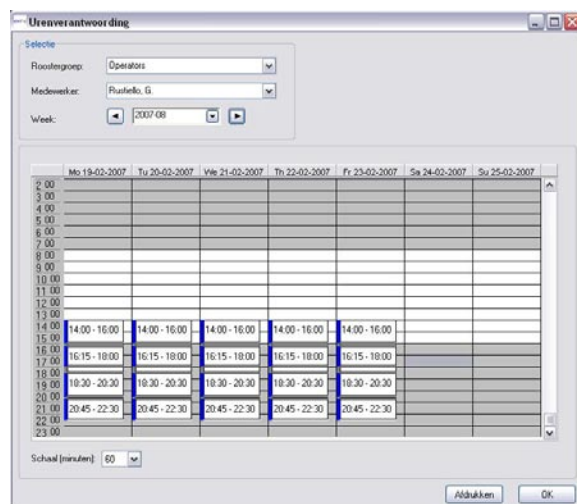 Urenverantwoording
Selectie
Roostergroep: Operators
Medewerker: Rustiello, G.
Week: 2007-08
Mo 19-02-2007 Tu 20-02-2007 We 21-02-2007 Th 22-02-2007 Fr 23-02-2007 Sa 24-02-2007 Su 25-02-2007
2 00
3 00
4 00
5 00
6 00
7 00
8 00
9 00
10 00
11 00
12 00
13 00
14 00 14:00 - 16:00 14:00 - 16:00 14:00 - 16:00 14:00 - 16:00 14:00 - 16:00
15 00
16 00
17 00 16:15 - 18:00 16:15 - 18:00 16:15 - 18:00 16:15 - 18:00 16:15 - 18:00
18 00
19 00 18:30 - 20:30 18:30 - 20:30 18:30 - 20:30 18:30 - 20:30 18:30 - 20:30
20 00
21 00 20:45 - 22:30 20:45 - 22:30 20:45 - 22:30 20:45 - 22:30 20:45 - 22:30
22 00
23 00
Schaal (minuten): 60
Afdrukken OK